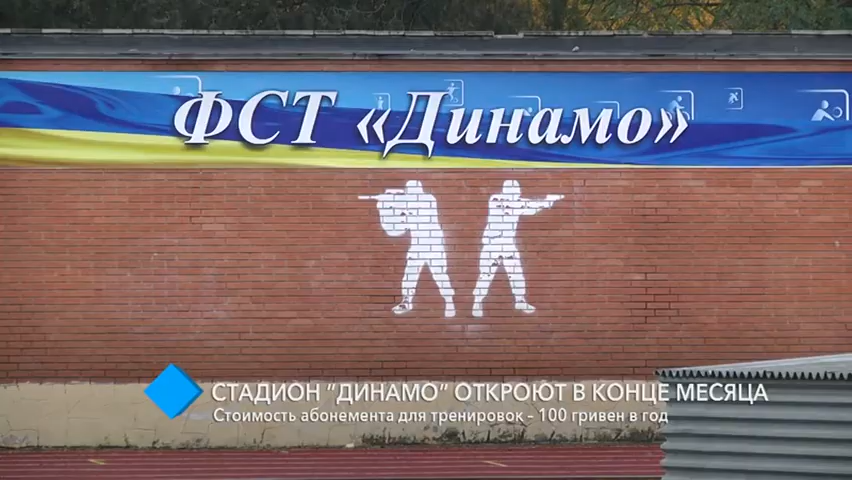 ФСТ «Динамо»
СТАДИОН “ДИНАМО” ОТКРОЮТ В КОНЦЕ МЕСЯЦА
Стоимость абонемента для тренировок - 100 гривен в год